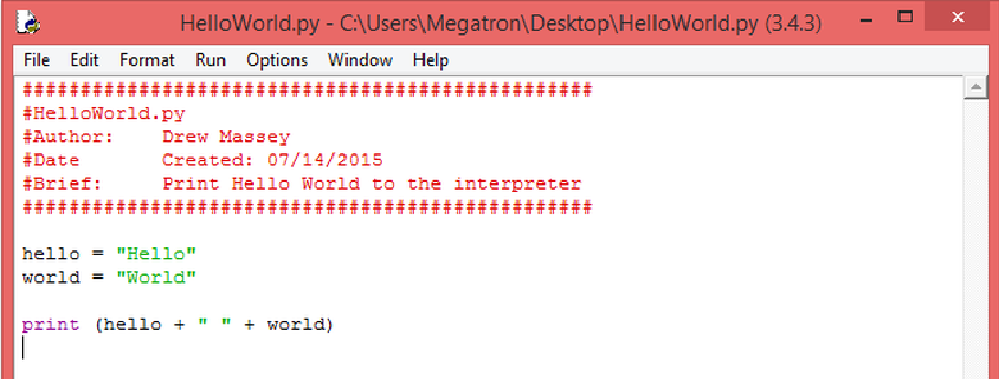 HelloWorld.py - C:\Users\Megatron\Desktop\HelloWorld.py (3.4.3)
File Edit Format Run Options Window Help
#################################################
#HelloWorld.py
#Author:    Drew Massey
#Date       Created: 07/14/2015
#Brief:     Print Hello World to the interpreter
#################################################
hello = "Hello"
world = "World"
print (hello + " " + world)